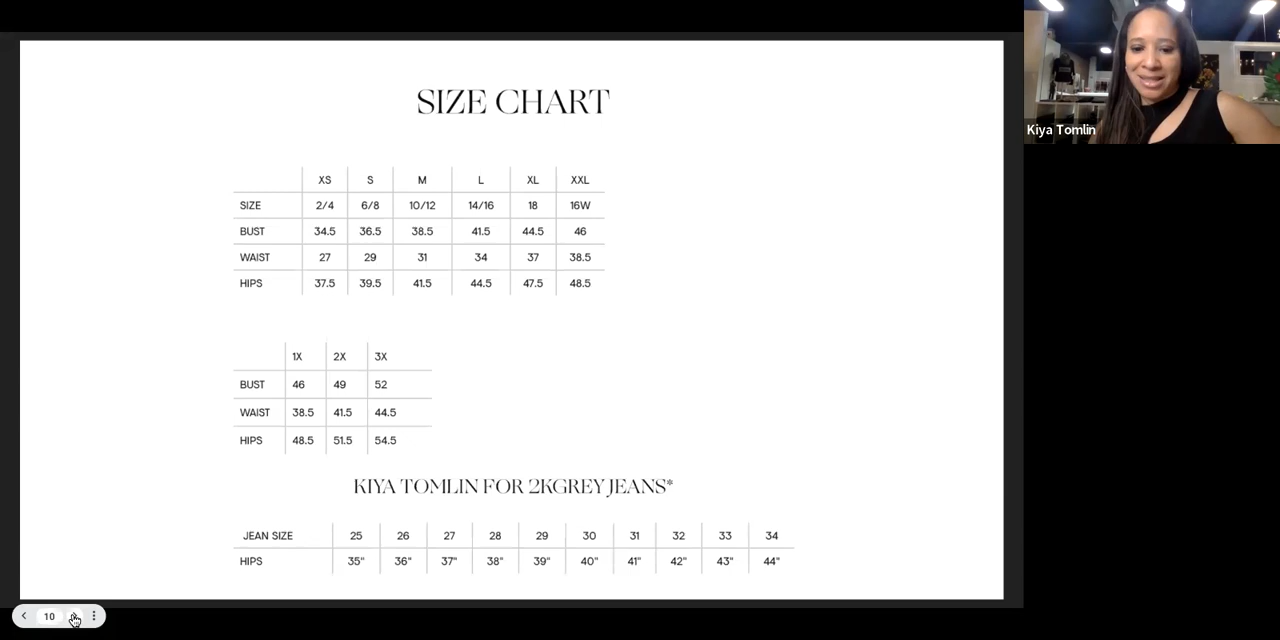 SIZE CHART
XS S M L XL XXL
SIZE 2/4 6/8 10/12 14/16 18 16W
BUST 34.5 36.5 38.5 41.5 44.5 46
WAIST 27 29 31 34 37 38.5
HIPS 37.5 39.5 41.5 44.5 47.5 48.5
1X 2X 3X
BUST 46 49 52
WAIST 38.5 41.5 44.5
HIPS 48.5 51.5 54.5
KIYA TOMLIN FOR 2KGREY JEANS*
JEAN SIZE 25 26 27 28 29 30 31 32 33 34
HIPS 35" 36" 37" 38" 39" 40" 41" 42" 43" 44"
10
Kiya Tomlin